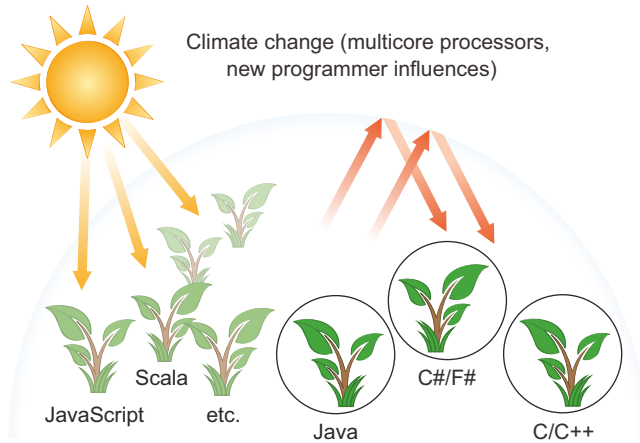 Climate change (multicore processors,
new programmer influences)
Scala
C#/F#
JavaScript
etc.
Java
C/C++